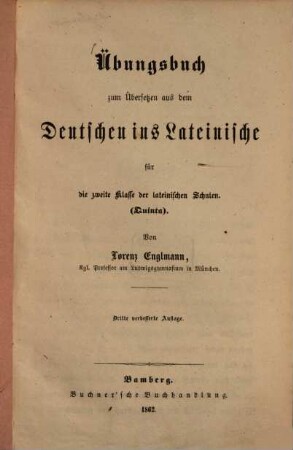 Übungsbuch
zum Übersetzen aus dem
Deutschen ins Lateinische
für
die zweite Klasse der lateinischen Schulen.
(Quinta).
Von
Lorenz Englmann,
Kgl. Professor am Ludwigsgymnasium in München.
Dritte verbesserte Auflage.
Bamberg.
Buchner'sche Buchhandlung.
1862.